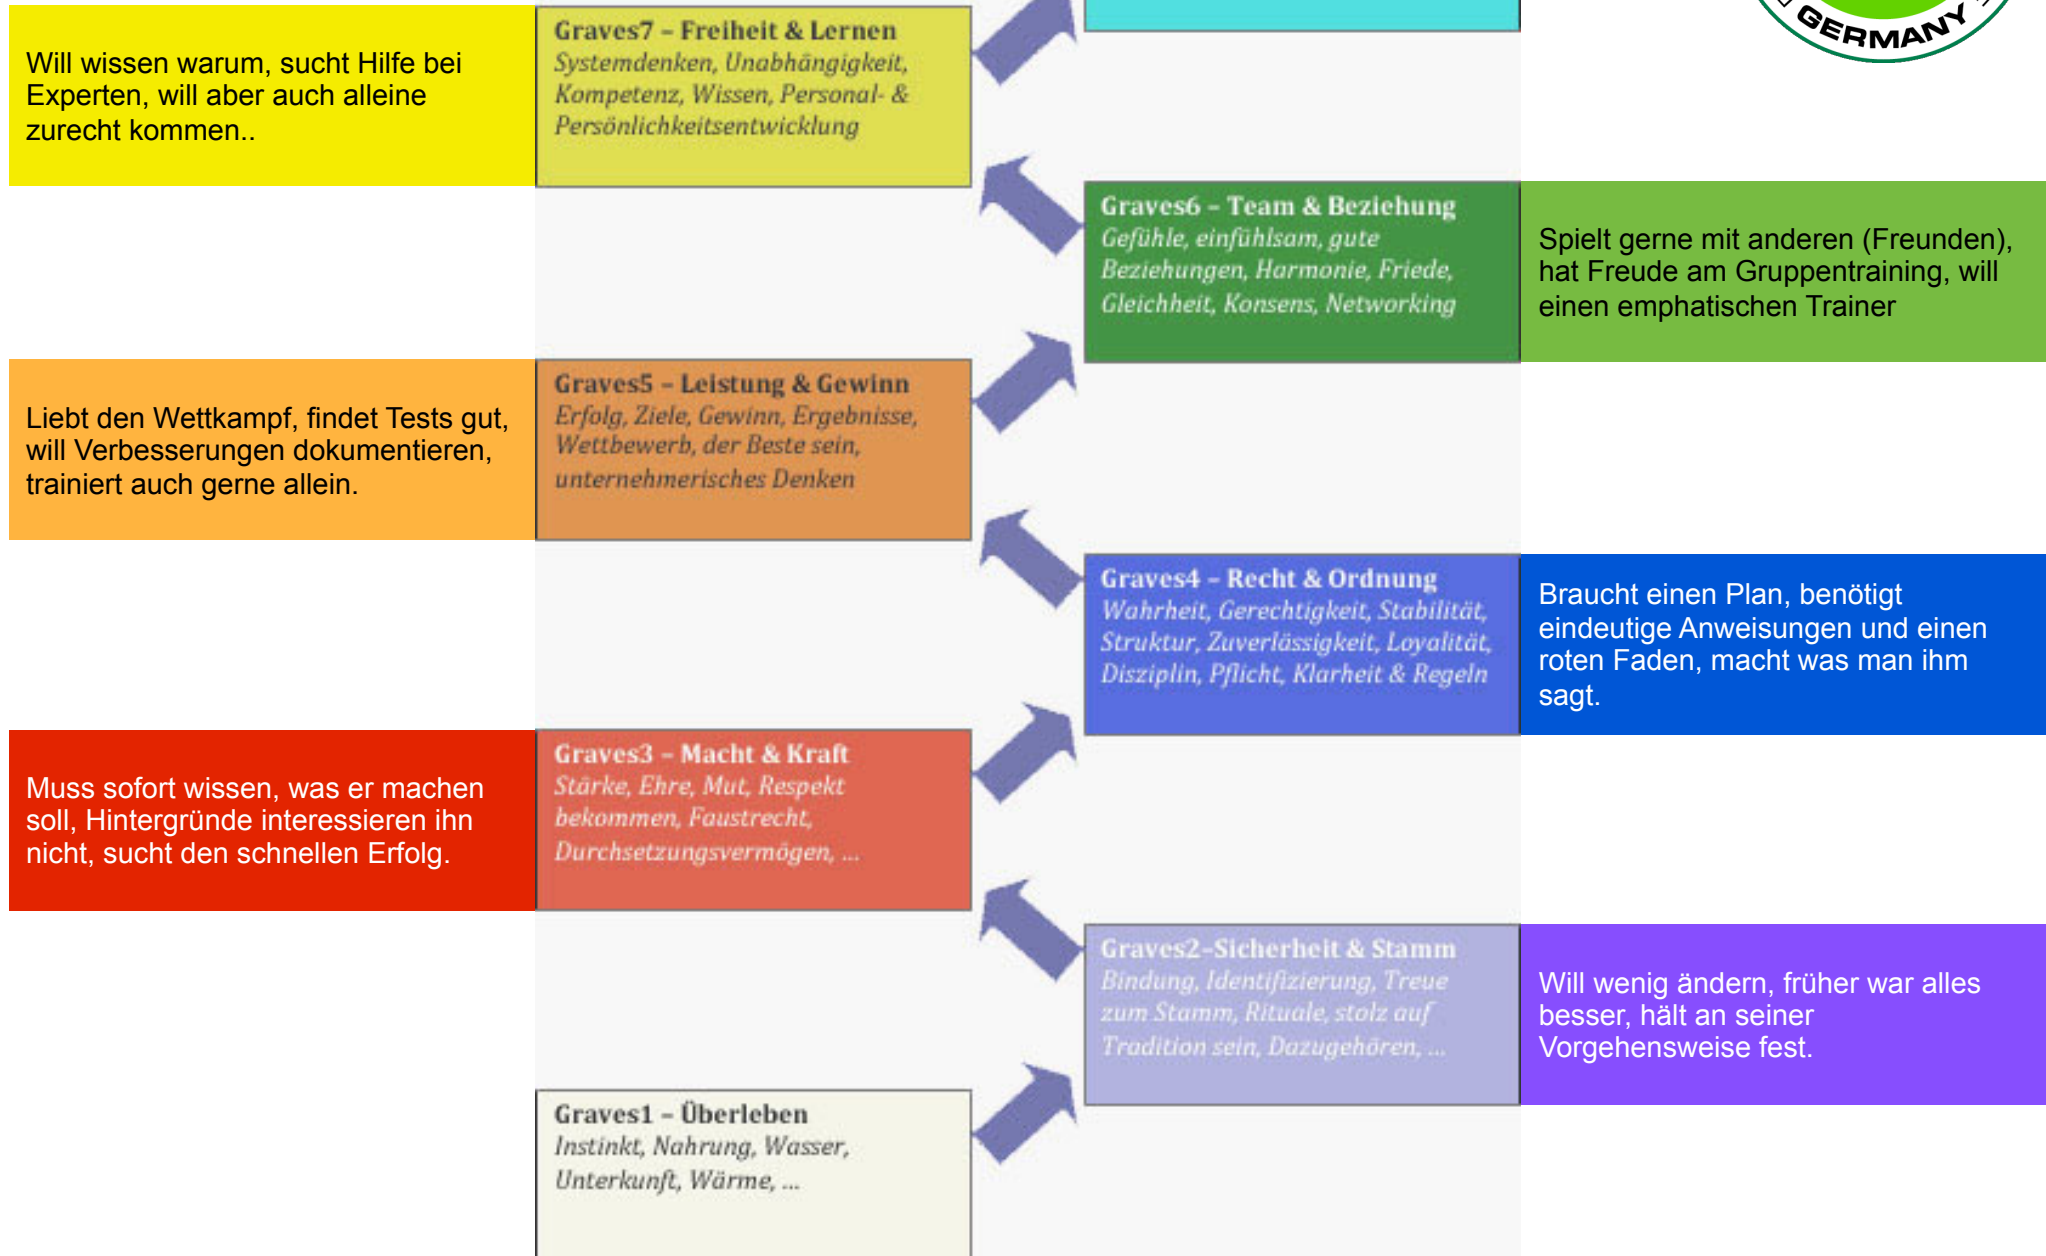 GERMANY
Graves7 – Freiheit & Lernen
Systemdenken, Unabhängigkeit,
Kompetenz, Wissen, Personal- &
Persönlichkeitsentwicklung
Will wissen warum, sucht Hilfe bei
Experten, will aber auch alleine
zurecht kommen..
Graves6 – Team & Beziehung
Gefühle, einfühlsam, gute
Beziehungen, Harmonie, Friede,
Gleichheit, Konsens, Networking
Spielt gerne mit anderen (Freunden),
hat Freude am Gruppentraining, will
einen emphatischen Trainer
Graves5 – Leistung & Gewinn
Erfolg, Ziele, Gewinn, Ergebnisse,
Wettbewerb, der Beste sein,
unternehmerisches Denken
Liebt den Wettkampf, findet Tests gut,
will Verbesserungen dokumentieren,
trainiert auch gerne allein.
Graves4 – Recht & Ordnung
Wahrheit, Gerechtigkeit, Stabilität,
Struktur, Zuverlässigkeit, Loyalität,
Disziplin, Pflicht, Klarheit & Regeln
Braucht einen Plan, benötigt
eindeutige Anweisungen und einen
roten Faden, macht was man ihm
sagt.
Graves3 – Macht & Kraft
Stärke, Ehre, Mut, Respekt
bekommen, Faustrecht,
Durchsetzungsvermögen, ...
Muss sofort wissen, was er machen
soll, Hintergründe interessieren ihn
nicht, sucht den schnellen Erfolg.
Graves2–Sicherheit & Stamm
Bindung, Identifizierung, Treue
zum Stamm, Rituale, stolz auf
Tradition sein, Dazugehören, ...
Will wenig ändern, früher war alles
besser, hält an seiner
Vorgehensweise fest.
Graves1 – Überleben
Instinkt, Nahrung, Wasser,
Unterkunft, Wärme, ...